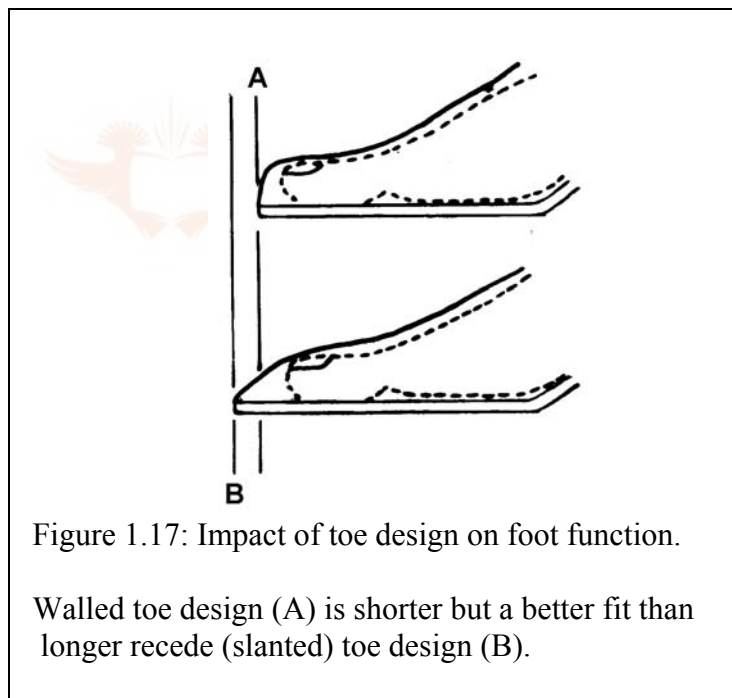 A
B
Figure 1.17: Impact of toe design on foot function.
Walled toe design (A) is shorter but a better fit than
longer recede (slanted) toe design (B).